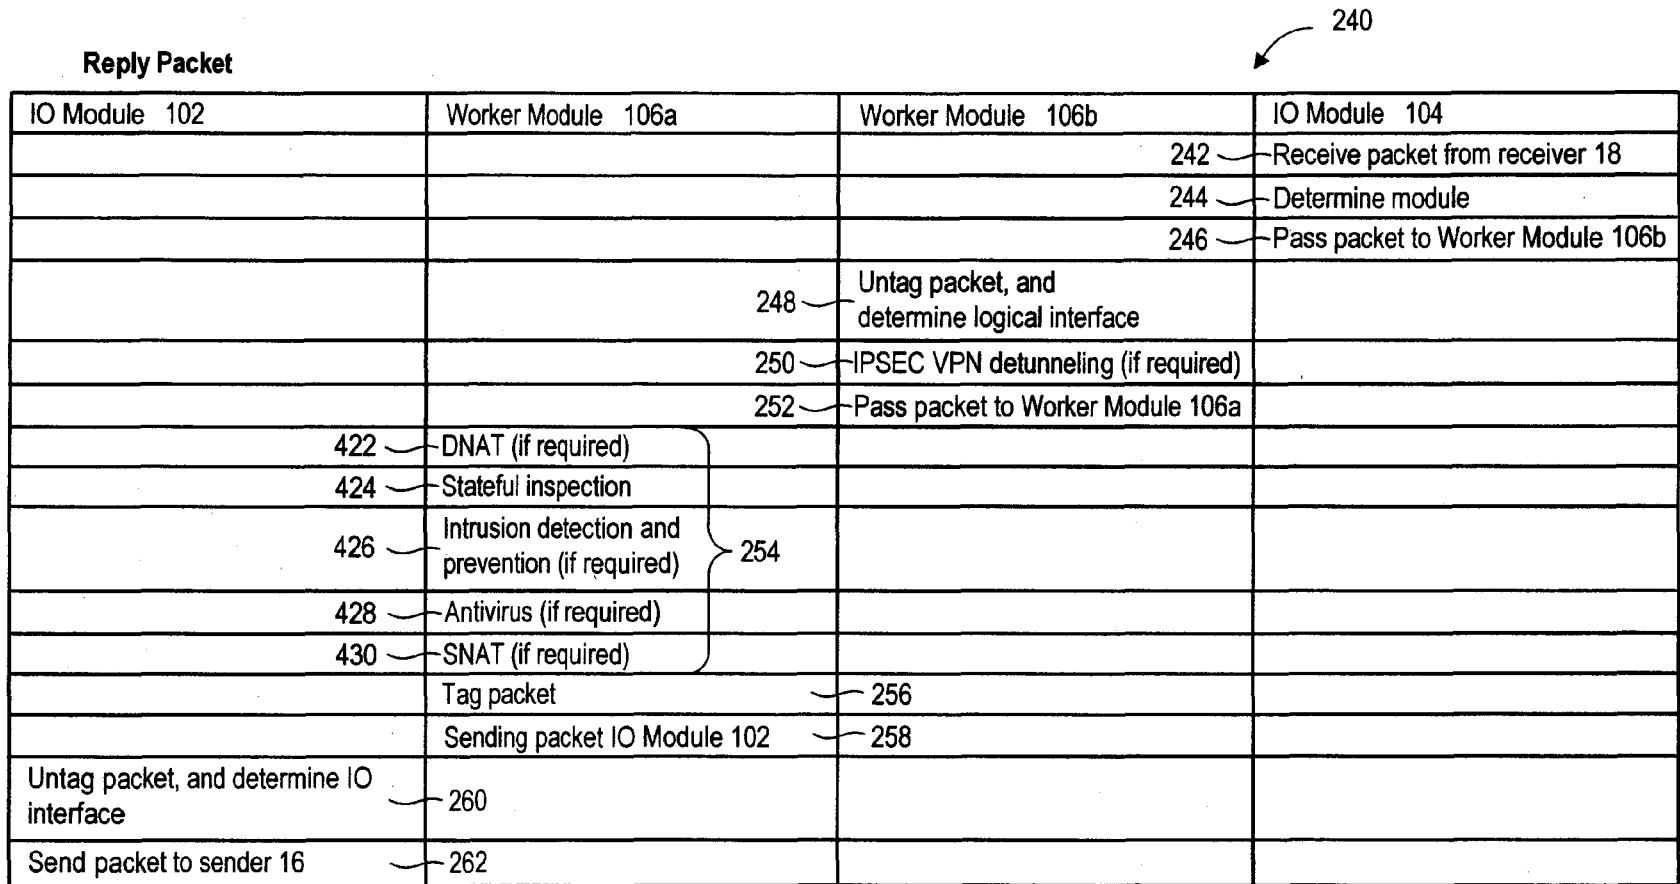 240
Reply Packet
IO Module 102 Worker Module 106a Worker Module 106b IO Module 104
242 Receive packet from receiver 18
244 Determine module
246 Pass packet to Worker Module 106b
248 Untag packet, and
determine logical interface
250 IPSEC VPN detunneling (if required)
252 Pass packet to Worker Module 106a
422 DNAT (if required)
424 Stateful inspection
426 Intrusion detection and
prevention (if required)
254
428 Antivirus (if required)
430 SNAT (if required)
Tag packet 256
Sending packet IO Module 102 258
Untag packet, and determine IO
interface
260
Send packet to sender 16 262